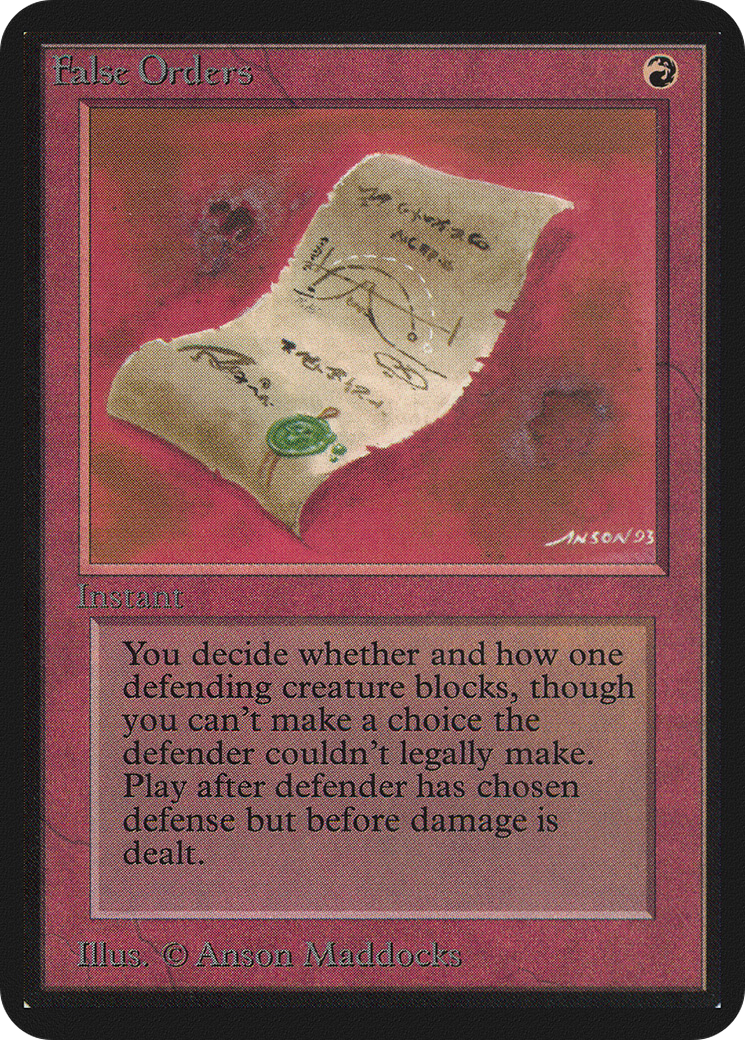 False Orders
ANSON 93
Instant
You decide whether and how one
defending creature blocks, though
you can't make a choice the
defender couldn't legally make.
Play after defender has chosen
defense but before damage is
dealt.
Illus. © Anson Maddocks